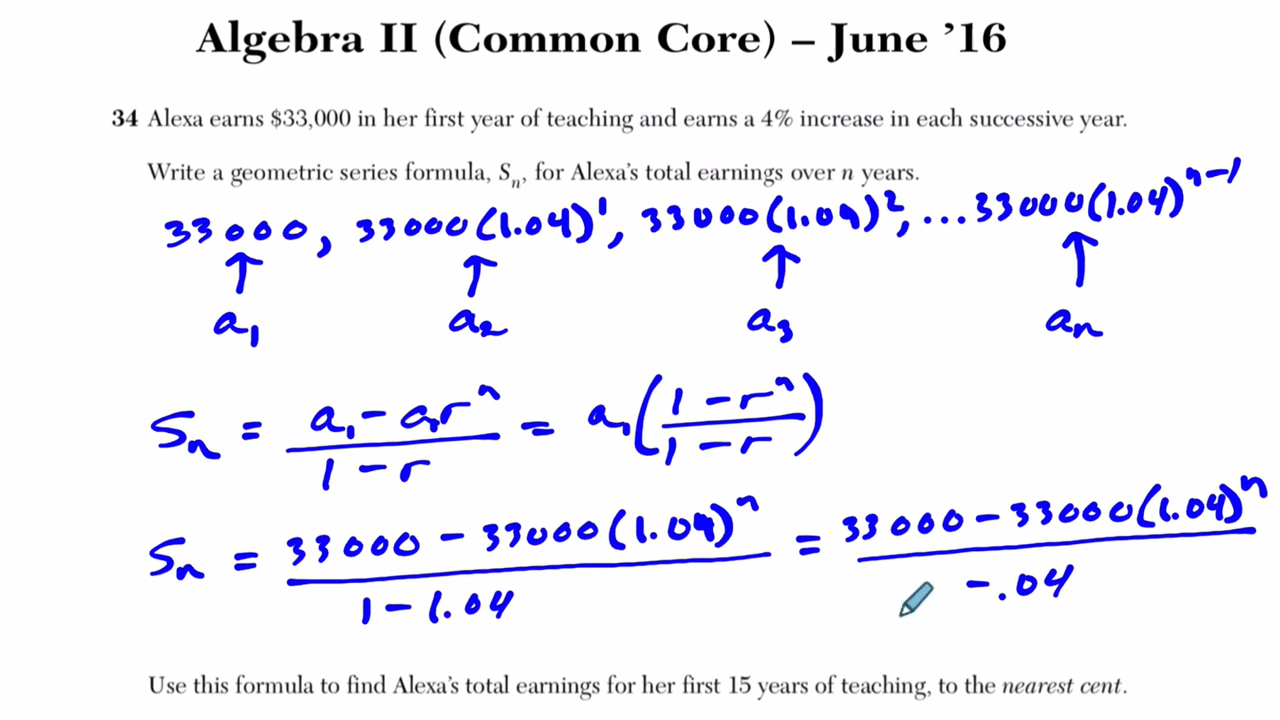 Algebra II (Common Core) – June ’16
34 Alexa earns $33,000 in her first year of teaching and earns a 4% increase in each successive year.
Write a geometric series formula, Sₙ, for Alexa’s total earnings over n years.
33000, 33000(1.04)¹, 33000(1.04)², ...33000(1.04)ⁿ⁻¹
↑ ↑ ↑ ↑
a₁ a₂ a₃ aₙ
Sₙ = (a₁ - a₁rⁿ)/(1 - r) = a₁((1 - rⁿ)/(1 - r))
Sₙ = (33000 - 33000(1.04)ⁿ)/(1 - 1.04) = (33000 - 33000(1.04)ⁿ)/(-.04)
Use this formula to find Alexa’s total earnings for her first 15 years of teaching, to the nearest cent.